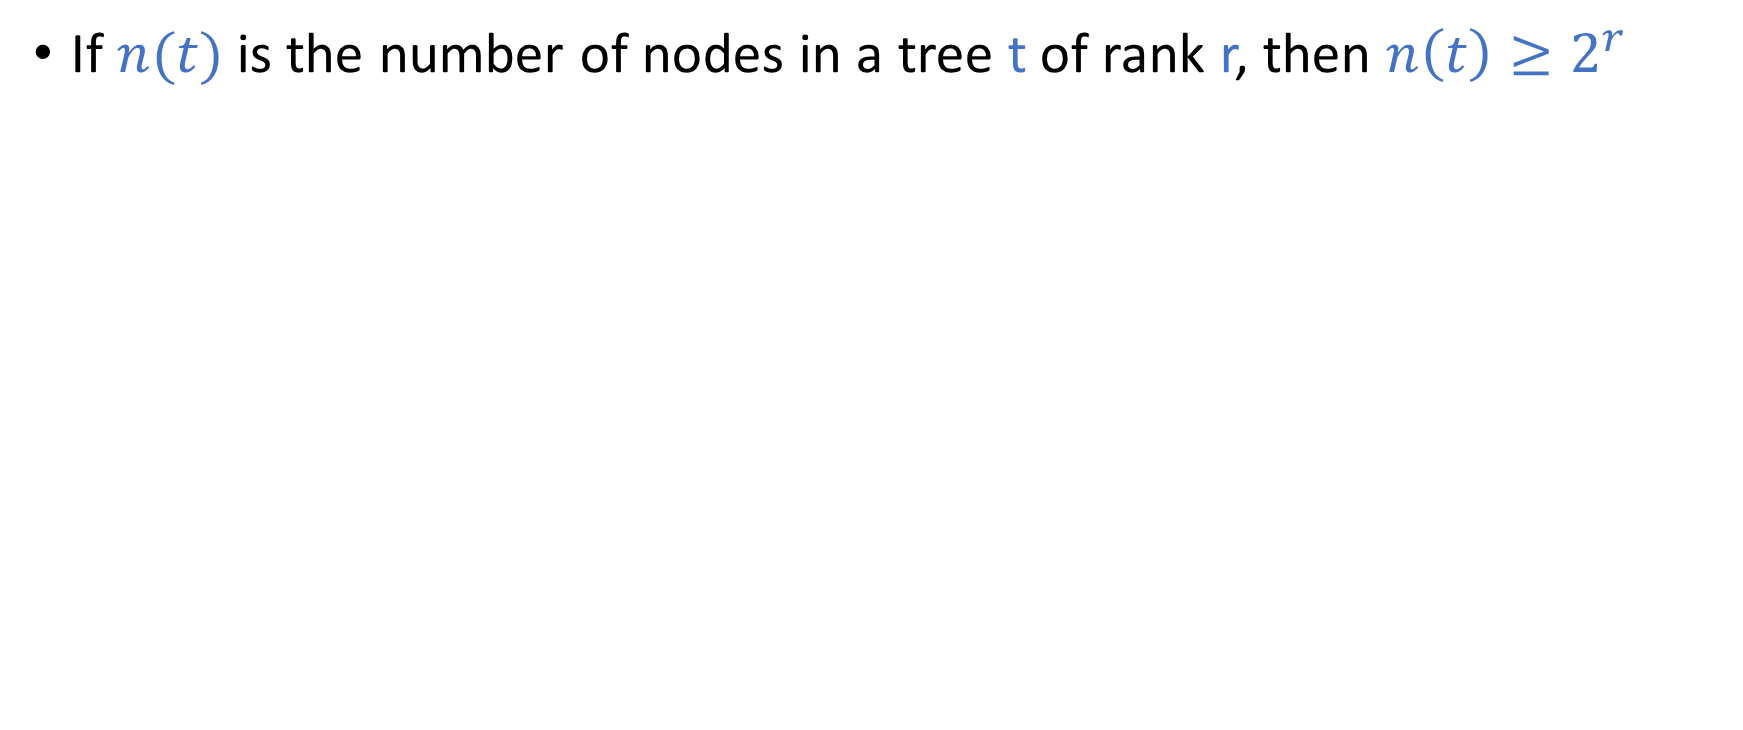 • If n(t) is the number of nodes in a tree t of rank r, then n(t) ≥ 2^r